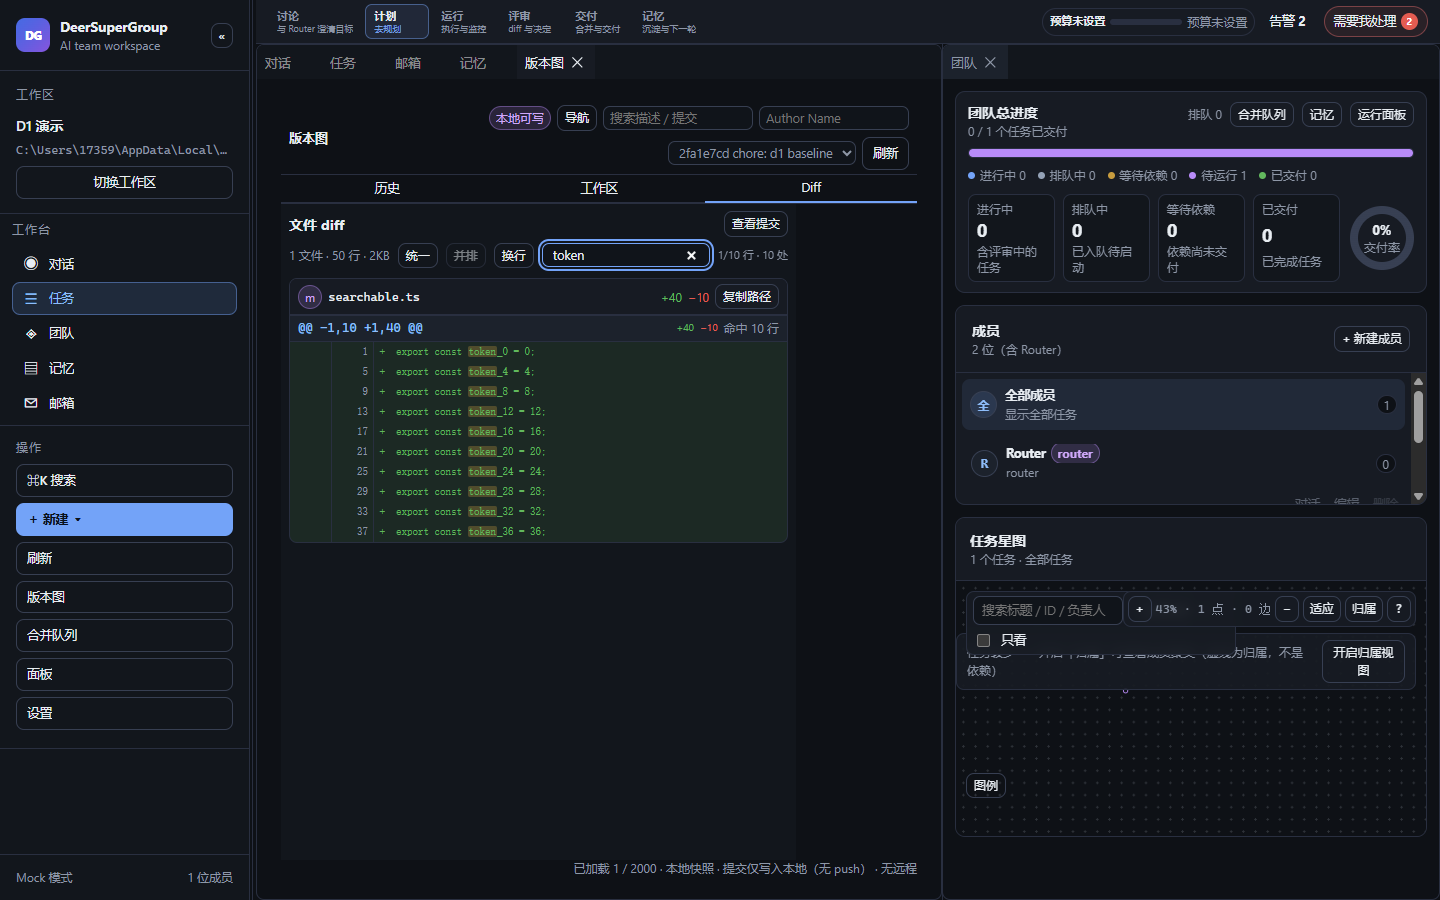 DG
DeerSuperGroup
AI team workspace
«
工作区
D1 演示
C:\Users\17359\AppData\Local\…
切换工作区
工作台
对话
任务
团队
记忆
邮箱
操作
⌘K 搜索
+ 新建
刷新
版本图
合并队列
面板
设置
Mock 模式
1 位成员
讨论
与 Router 澄清目标
计划
去规划
运行
执行与监控
评审
diff 与决定
交付
合并与交付
记忆
沉淀与下一轮
预算未设置
预算未设置
告警 2
需要我处理 2
对话
任务
邮箱
记忆
版本图
版本图
本地可写
导航
搜索描述 / 提交
Author Name
2fa1e7cd chore: d1 baseline
刷新
历史
工作区
Diff
文件 diff
查看提交
1 文件 · 50 行 · 2KB
统一
并排
换行
token
1/10 行 · 10 处
m searchable.ts
+40 −10
复制路径
@@ -1,10 +1,40 @@
+40 −10 命中 10 行
1 + export const token_0 = 0;
5 + export const token_4 = 4;
9 + export const token_8 = 8;
13 + export const token_12 = 12;
17 + export const token_16 = 16;
21 + export const token_20 = 20;
25 + export const token_24 = 24;
29 + export const token_28 = 28;
33 + export const token_32 = 32;
37 + export const token_36 = 36;
已加载 1 / 2000 · 本地快照 · 提交仅写入本地（无 push） · 无远程
团队
团队总进度
0 / 1 个任务已交付
排队 0
合并队列
记忆
运行面板
进行中 0
排队中 0
等待依赖 0
待运行 1
已交付 0
进行中
0
含评审中的任务
排队中
0
已入队待启动
等待依赖
0
依赖尚未交付
已交付
0
已完成任务
0%
交付率
成员
2 位（含 Router）
+ 新建成员
全
全部成员
显示全部任务
1
R
Router router
router
0
对话 编辑 删除
任务星图
1 个任务 · 全部任务
搜索标题 / ID / 负责人
+
43% · 1 点 · 0 边
−
适应
归属
?
只看
依赖）
开启归属视图
图例